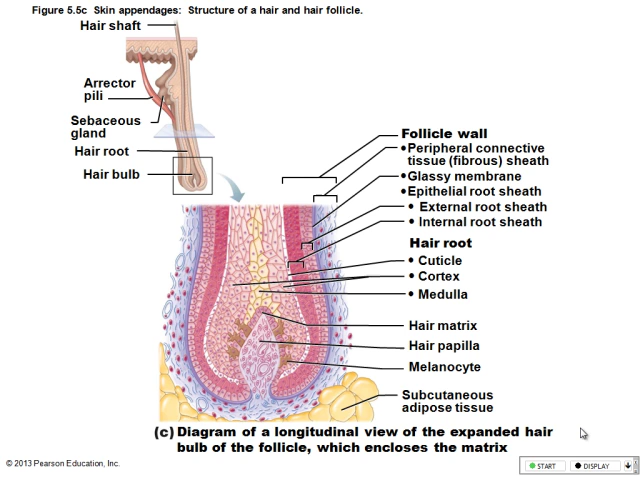 Figure 5.5c Skin appendages: Structure of a hair and hair follicle.
Hair shaft
Arrector
pili
Sebaceous
gland
Hair root
Hair bulb
Follicle wall
•Peripheral connective
tissue (fibrous) sheath
•Glassy membrane
•Epithelial root sheath
• External root sheath
• Internal root sheath
Hair root
• Cuticle
• Cortex
• Medulla
Hair matrix
Hair papilla
Melanocyte
Subcutaneous
adipose tissue
(c) Diagram of a longitudinal view of the expanded hair
bulb of the follicle, which encloses the matrix
© 2013 Pearson Education, Inc.
START
DISPLAY